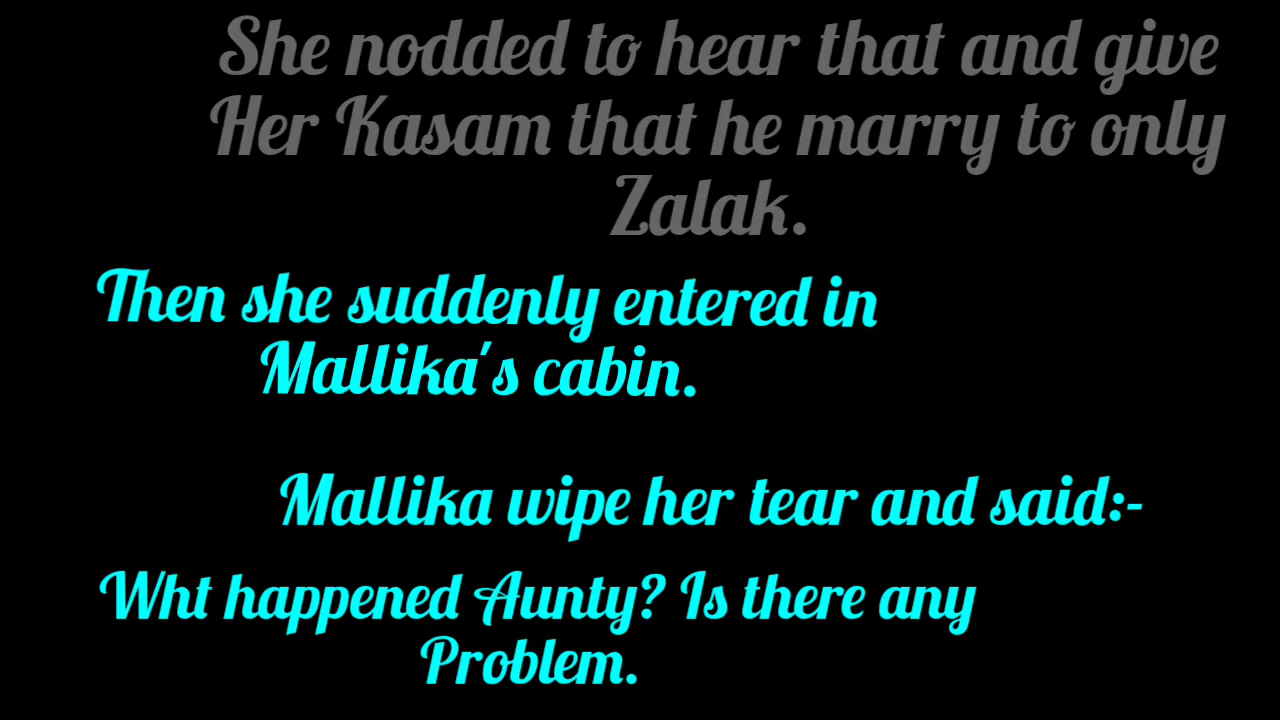 She nodded to hear that and give
Her Kasam that he marry to only
Zalak.
Then she suddenly entered in
Mallika's cabin.
Mallika wipe her tear and said:-
Wht happened Aunty? Is there any
Problem.